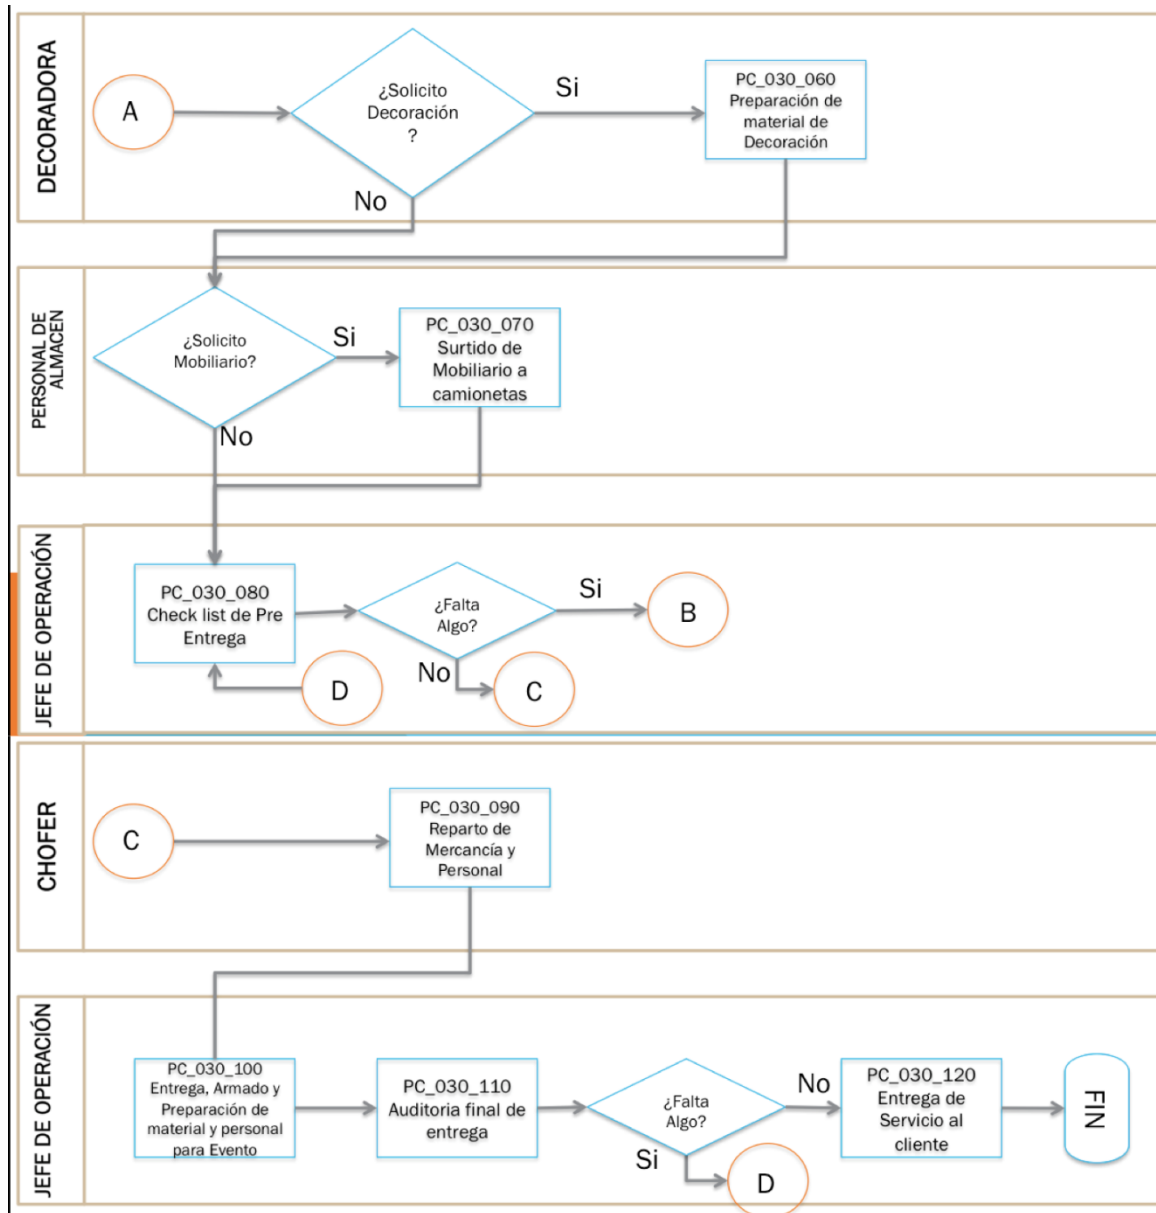 DECORADORA
A
¿Solicito
Decoración
?
Si
No
PC_030_060
Preparación de
material de
Decoración
PERSONAL DE
ALMACEN
¿Solicito
Mobiliario?
Si
No
PC_030_070
Surtido de
Mobiliario a
camionetas
JEFE DE OPERACIÓN
PC_030_080
Check list de Pre
Entrega
¿Falta
Algo?
Si
B
No
C
D
CHOFER
C
PC_030_090
Reparto de
Mercancía y
Personal
JEFE DE OPERACIÓN
PC_030_100
Entrega, Armado y
Preparación de
material y personal
para Evento
PC_030_110
Auditoria final de
entrega
¿Falta
Algo?
No
Si
D
PC_030_120
Entrega de
Servicio al
cliente
FIN